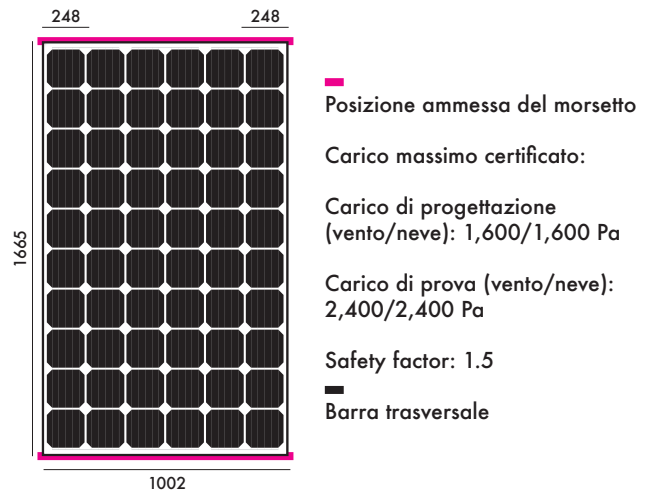 248
248
1665
1002
Posizione ammessa del morsetto
Carico massimo certificato:
Carico di progettazione
(vento/neve): 1,600/1,600 Pa
Carico di prova (vento/neve):
2,400/2,400 Pa
Safety factor: 1.5
Barra trasversale